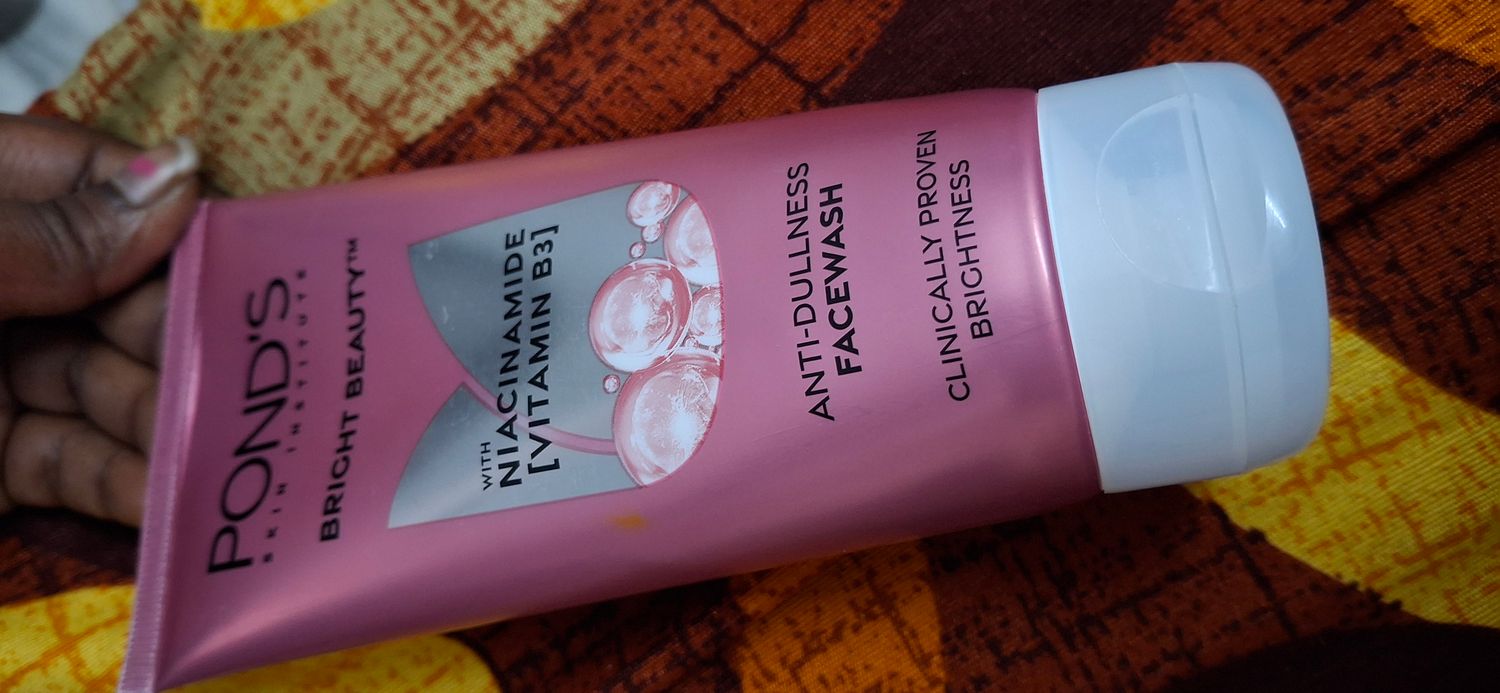 POND'S
SKIN INSTITUTE
BRIGHT BEAUTY™
WITH
NIACINAMIDE
[VITAMIN B3]
ANTI-DULLNESS
FACEWASH
CLINICALLY PROVEN
BRIGHTNESS